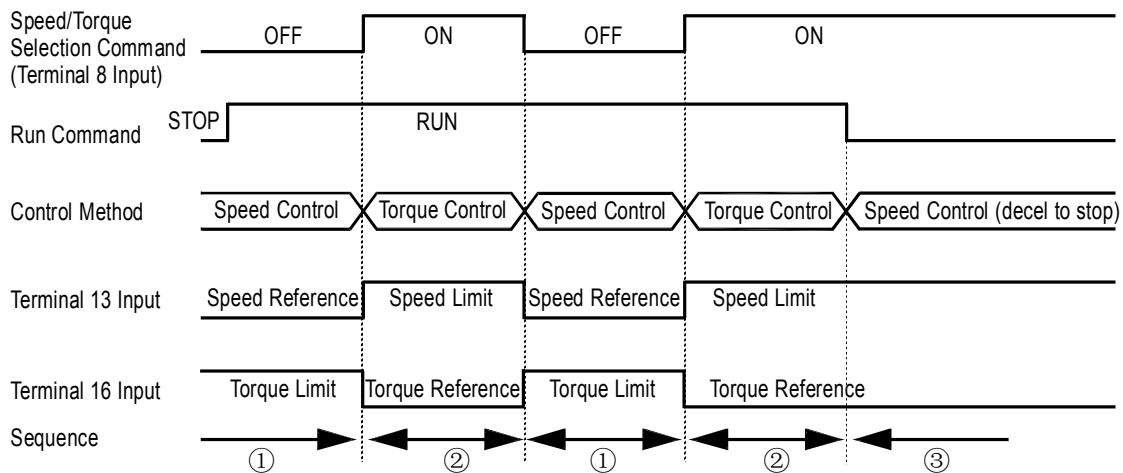 Speed/Torque
Selection Command
(Terminal 8 Input)
OFF ON OFF ON
Run Command STOP RUN
Control Method Speed Control Torque Control Speed Control Torque Control Speed Control (decel to stop)
Terminal 13 Input Speed Reference Speed Limit Speed Reference Speed Limit
Terminal 16 Input Torque Limit Torque Reference Torque Limit Torque Reference
Sequence
① ② ① ② ③